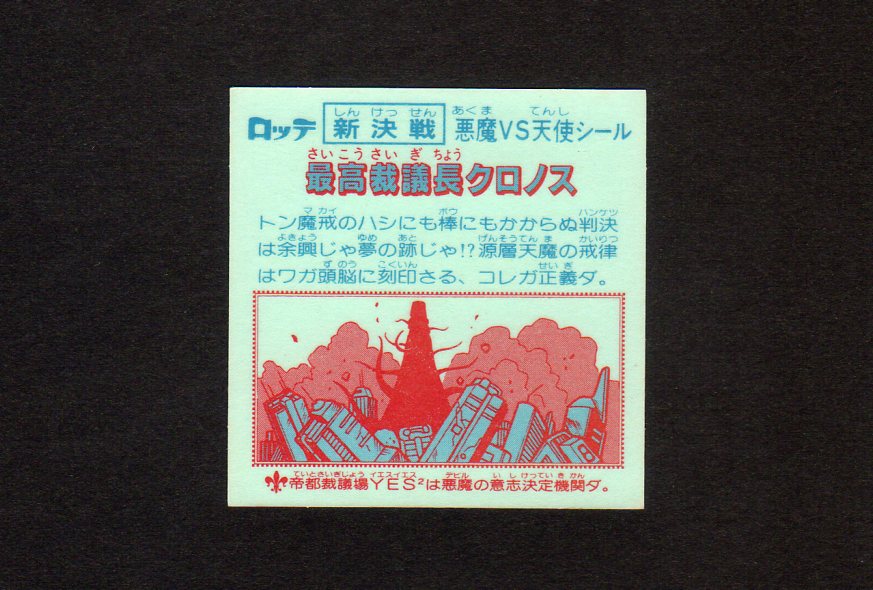 ロッテ 新決戦 悪魔VS天使シール
最高裁議長クロノス
トン魔戒のハシにも棒にもかからぬ判決
は余興じゃ夢の跡じゃ!?源層天魔の戒律
はワガ頭脳に刻印さる、コレガ正義ダ。
帝都裁議場YES²は悪魔の意志決定機関ダ。